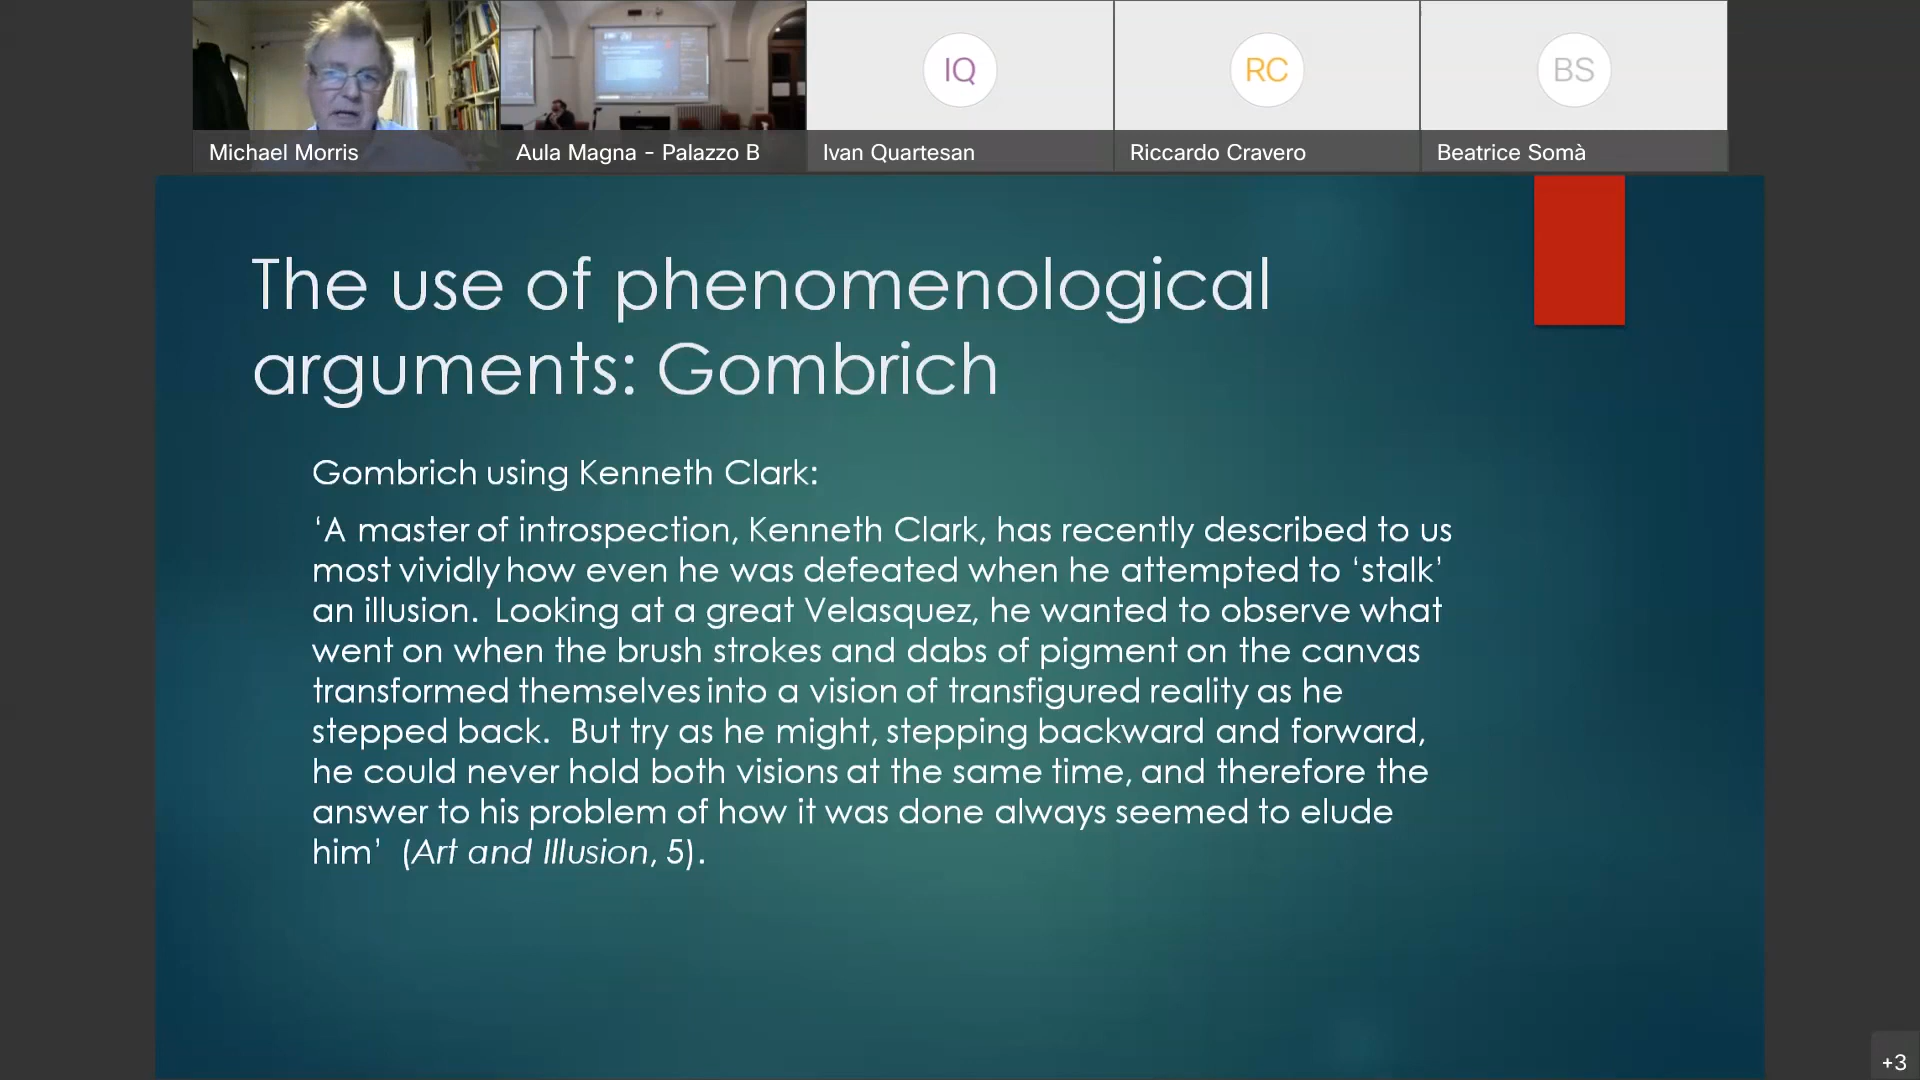 IQ
RC
BS
Michael Morris
Aula Magna - Palazzo B
Ivan Quartesan
Riccardo Cravero
Beatrice Somà
The use of phenomenological
arguments: Gombrich
Gombrich using Kenneth Clark:
‘A master of introspection, Kenneth Clark, has recently described to us
most vividly how even he was defeated when he attempted to ‘stalk’
an illusion. Looking at a great Velasquez, he wanted to observe what
went on when the brush strokes and dabs of pigment on the canvas
transformed themselves into a vision of transfigured reality as he
stepped back. But try as he might, stepping backward and forward,
he could never hold both visions at the same time, and therefore the
answer to his problem of how it was done always seemed to elude
him’ (Art and Illusion, 5).
+3